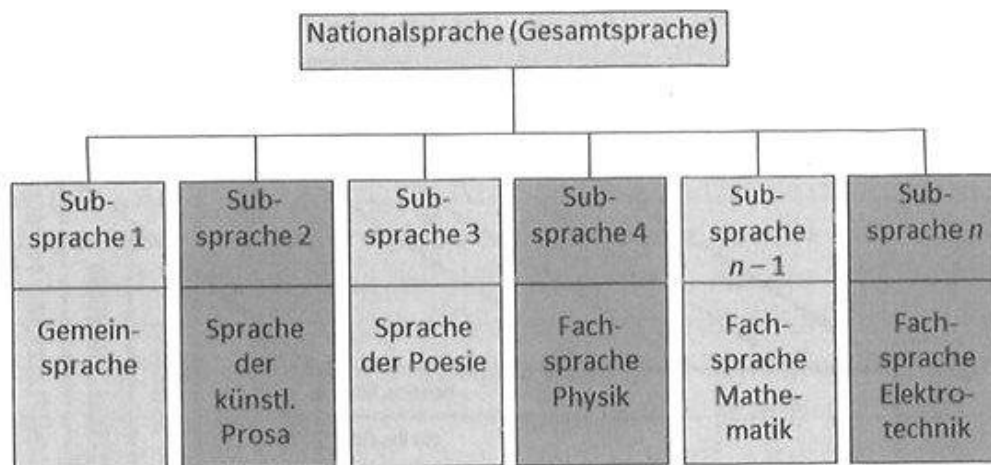 Nationalsprache (Gesamtsprache)
Sub-
sprache 1
Sub-
sprache 2
Sub-
sprache 3
Sub-
sprache 4
Sub-
sprache
n – 1
Sub-
sprache n
Gemein-
sprache
Sprache
der
künstl.
Prosa
Sprache
der Poesie
Fach-
sprache
Physik
Fach-
sprache
Mathe-
matik
Fach-
sprache
Elektro-
technik